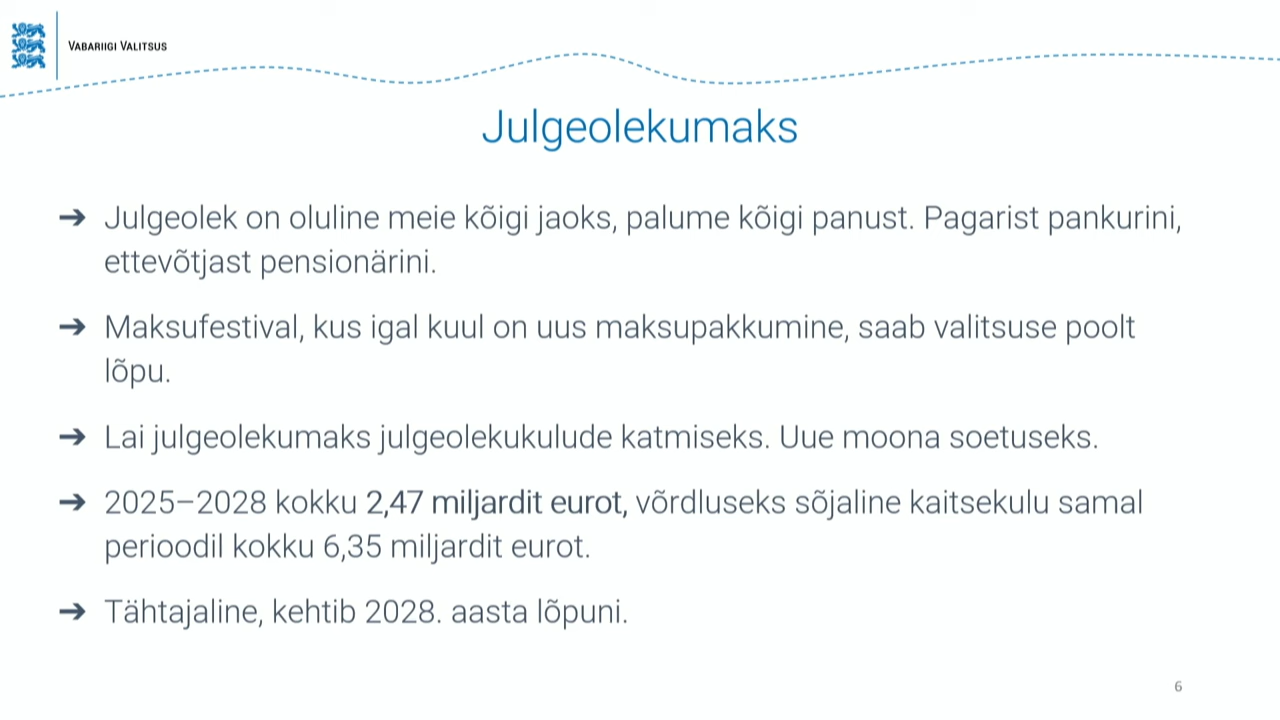 VABARIIGI VALITSUS
Julgeolekumaks
➔ Julgeolek on oluline meie kõigi jaoks, palume kõigi panust. Pagarist pankurini,
ettevõtjast pensionärini.
➔ Maksufestival, kus igal kuul on uus maksupakkumine, saab valitsuse poolt
lõpu.
➔ Lai julgeolekumaks julgeolekukulude katmiseks. Uue moona soetuseks.
➔ 2025–2028 kokku 2,47 miljardit eurot, võrdluseks sõjaline kaitsekulu samal
perioodil kokku 6,35 miljardit eurot.
➔ Tähtajaline, kehtib 2028. aasta lõpuni.
6